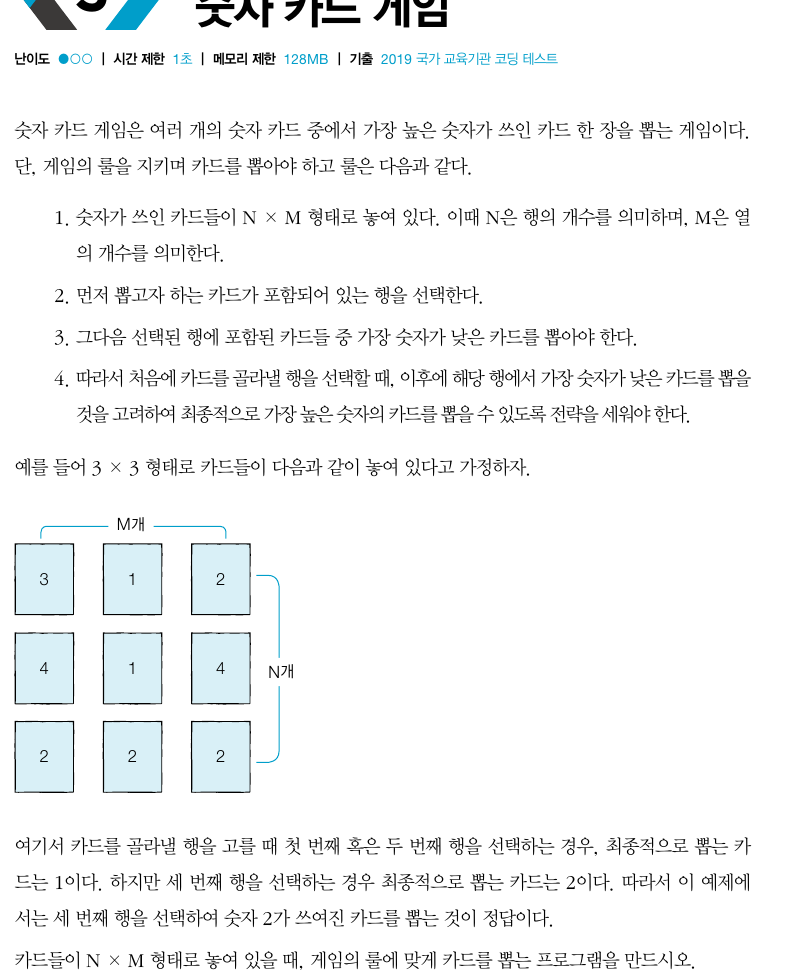 숫자 카드 게임
난이도 ●○○ | 시간 제한 1초 | 메모리 제한 128MB | 기출 2019 국가 교육기관 코딩 테스트
숫자 카드 게임은 여러 개의 숫자 카드 중에서 가장 높은 숫자가 쓰인 카드 한 장을 뽑는 게임이다.
단, 게임의 룰을 지키며 카드를 뽑아야 하고 룰은 다음과 같다.
1. 숫자가 쓰인 카드들이 N × M 형태로 놓여 있다. 이때 N은 행의 개수를 의미하며, M은 열
의 개수를 의미한다.
2. 먼저 뽑고자 하는 카드가 포함되어 있는 행을 선택한다.
3. 그다음 선택된 행에 포함된 카드들 중 가장 숫자가 낮은 카드를 뽑아야 한다.
4. 따라서 처음에 카드를 골라낼 행을 선택할 때, 이후에 해당 행에서 가장 숫자가 낮은 카드를 뽑을
것을 고려하여 최종적으로 가장 높은 숫자의 카드를 뽑을 수 있도록 전략을 세워야 한다.
예를 들어 3 × 3 형태로 카드들이 다음과 같이 놓여 있다고 가정하자.
M개
3 1 2
4 1 4
N개
2 2 2
여기서 카드를 골라낼 행을 고를 때 첫 번째 혹은 두 번째 행을 선택하는 경우, 최종적으로 뽑는 카
드는 1이다. 하지만 세 번째 행을 선택하는 경우 최종적으로 뽑는 카드는 2이다. 따라서 이 예제에
서는 세 번째 행을 선택하여 숫자 2가 쓰여진 카드를 뽑는 것이 정답이다.
카드들이 N × M 형태로 놓여 있을 때, 게임의 룰에 맞게 카드를 뽑는 프로그램을 만드시오.